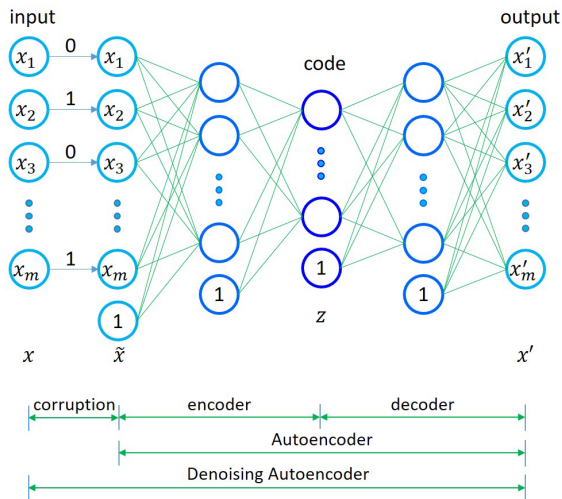 input output
0
x₁ x₁ x′₁
code
1
x₂ x₂ x′₂
0
x₃ x₃ x′₃
1
xₘ xₘ x′ₘ
1
1 1
1
z
x x̃ x′
corruption encoder decoder
Autoencoder
Denoising Autoencoder